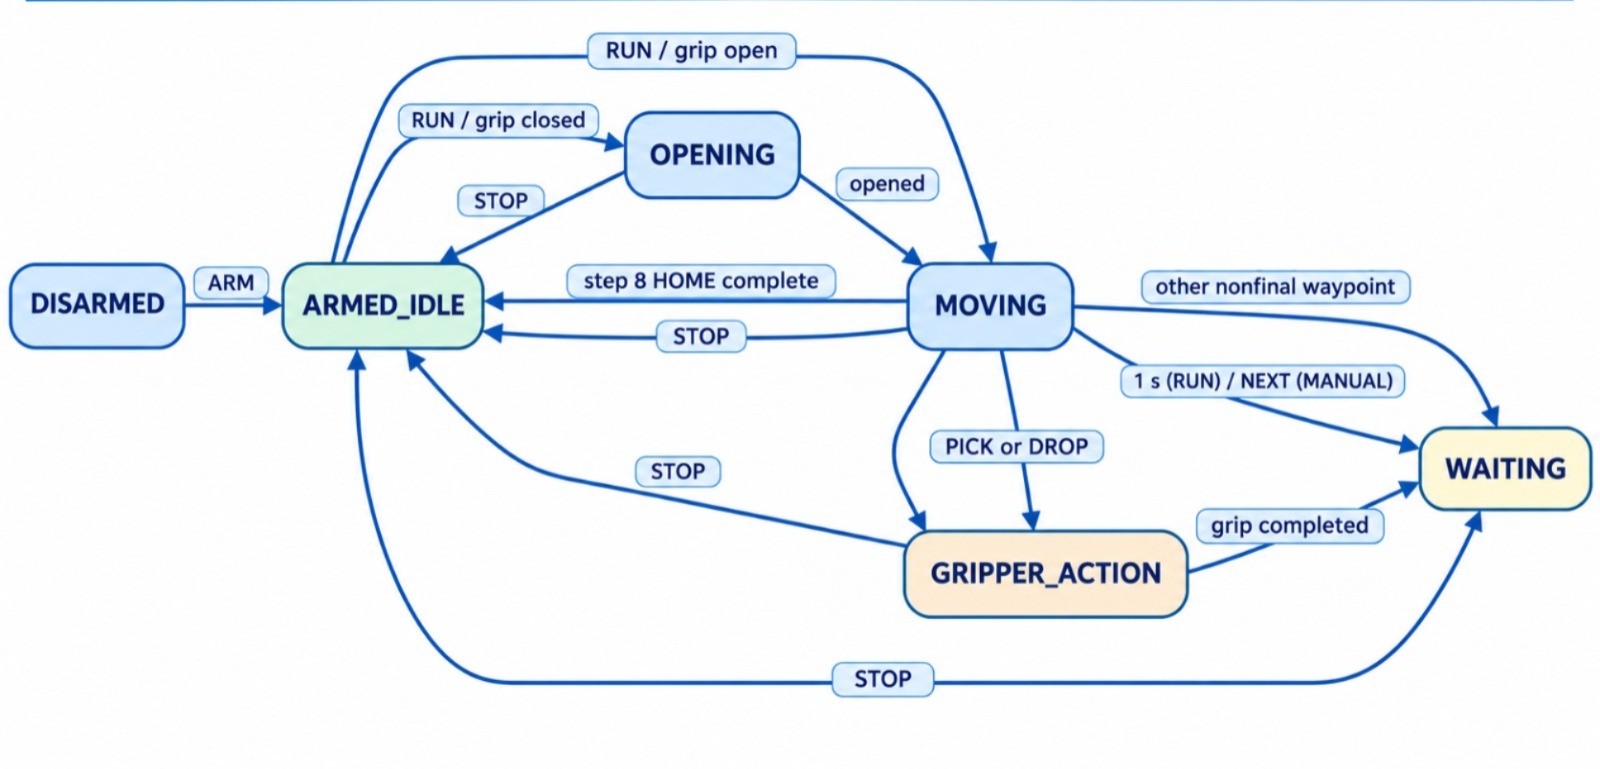 RUN / grip open
RUN / grip closed
OPENING
opened
STOP
DISARMED
ARM
ARMED_IDLE
step 8 HOME complete
MOVING
other nonfinal waypoint
STOP
1 s (RUN) / NEXT (MANUAL)
PICK or DROP
STOP
WAITING
grip completed
GRIPPER_ACTION
STOP